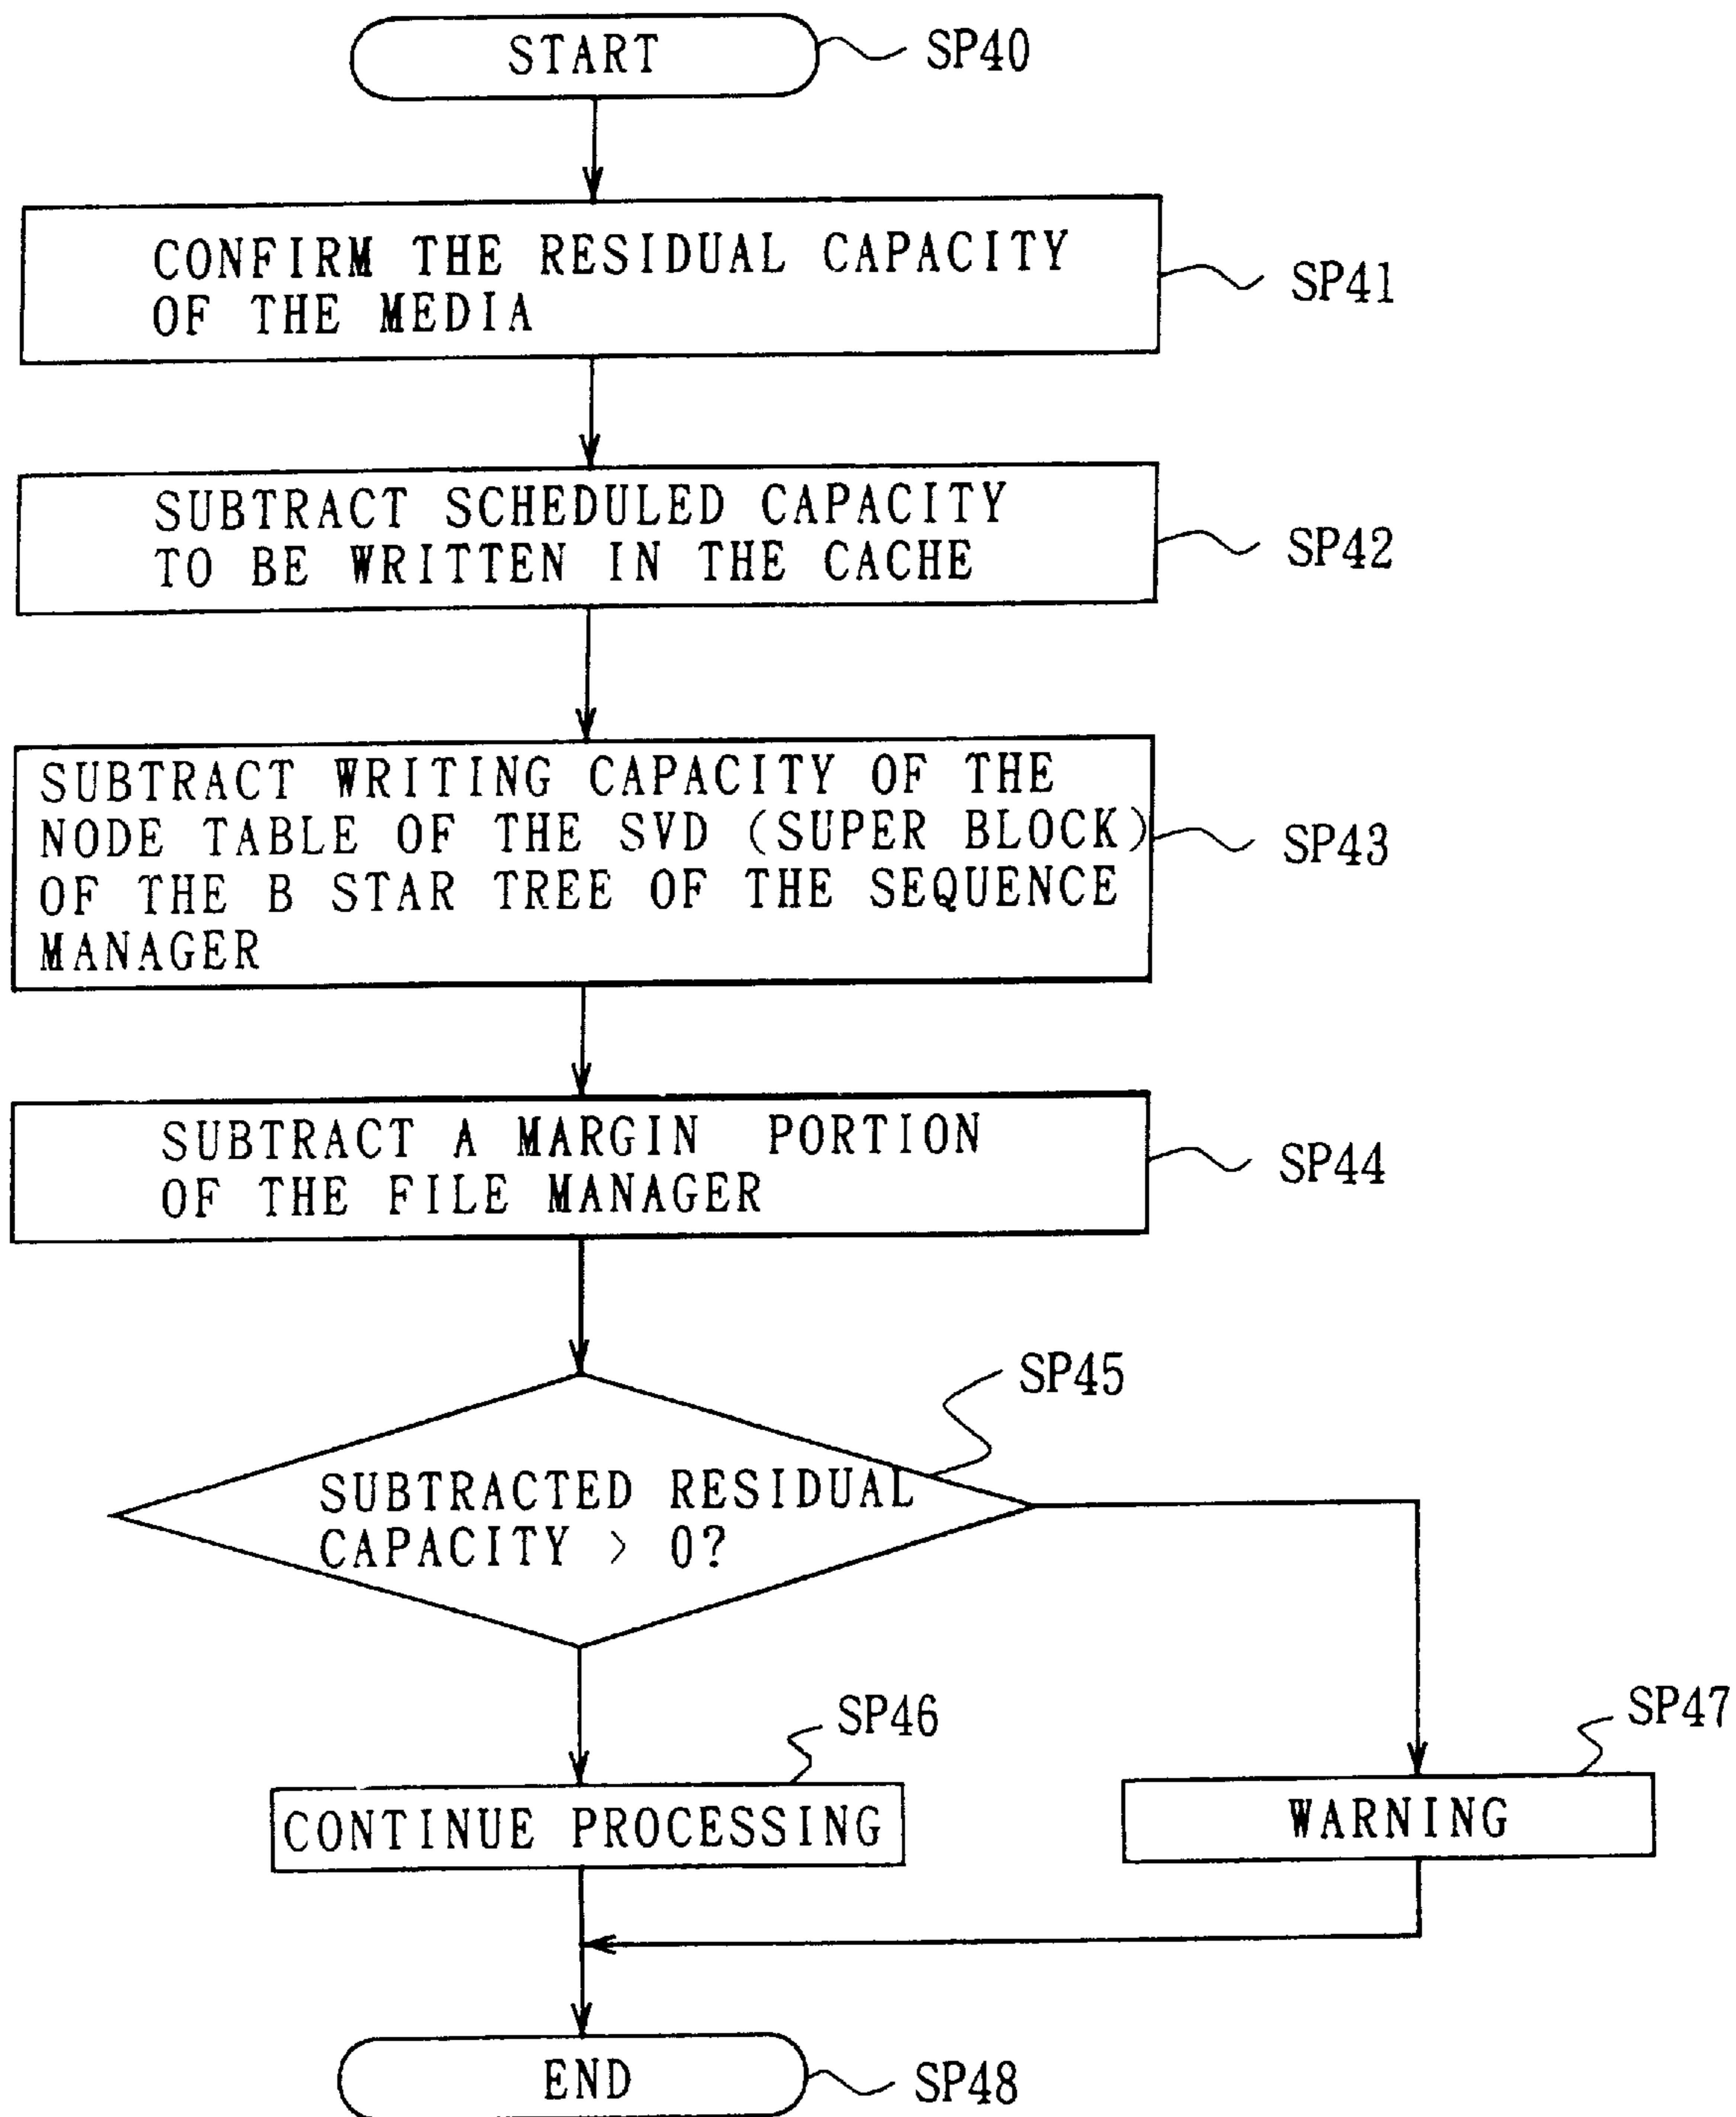 START
SP40
CONFIRM THE RESIDUAL CAPACITY
OF THE MEDIA
SP41
SUBTRACT SCHEDULED CAPACITY
TO BE WRITTEN IN THE CACHE
SP42
SUBTRACT WRITING CAPACITY OF THE
NODE TABLE OF THE SVD (SUPER BLOCK)
OF THE B STAR TREE OF THE SEQUENCE
MANAGER
SP43
SUBTRACT A MARGIN PORTION
OF THE FILE MANAGER
SP44
SP45
SUBTRACTED RESIDUAL
CAPACITY > 0?
SP46
CONTINUE PROCESSING
SP47
WARNING
END
SP48